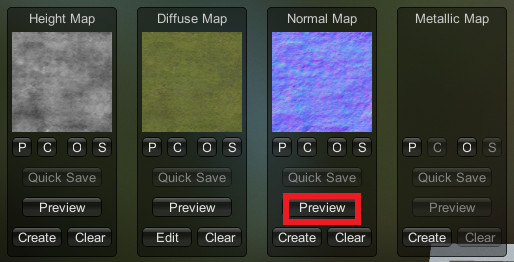 Height Map
Diffuse Map
Normal Map
Metallic Map
P C O S
P C O S
P C O S
P C O S
Quick Save
Quick Save
Quick Save
Quick Save
Preview
Preview
Preview
Preview
Create Clear
Edit Clear
Create Clear
Create Clear